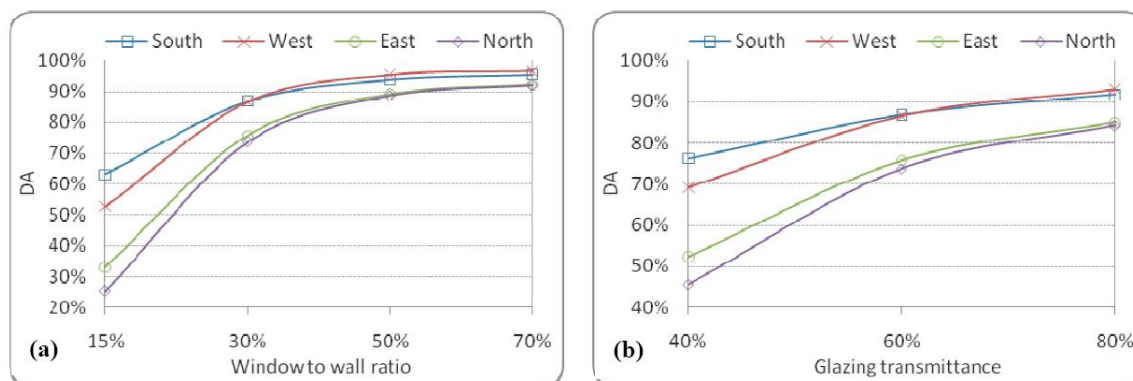 South West East North
100%
90%
80%
70%
60%
50%
40%
30%
20%
DA
15% 30% 50% 70%
Window to wall ratio
(a)
South West East North
100%
90%
80%
70%
60%
50%
40%
DA
40% 60% 80%
Glazing transmittance
(b)